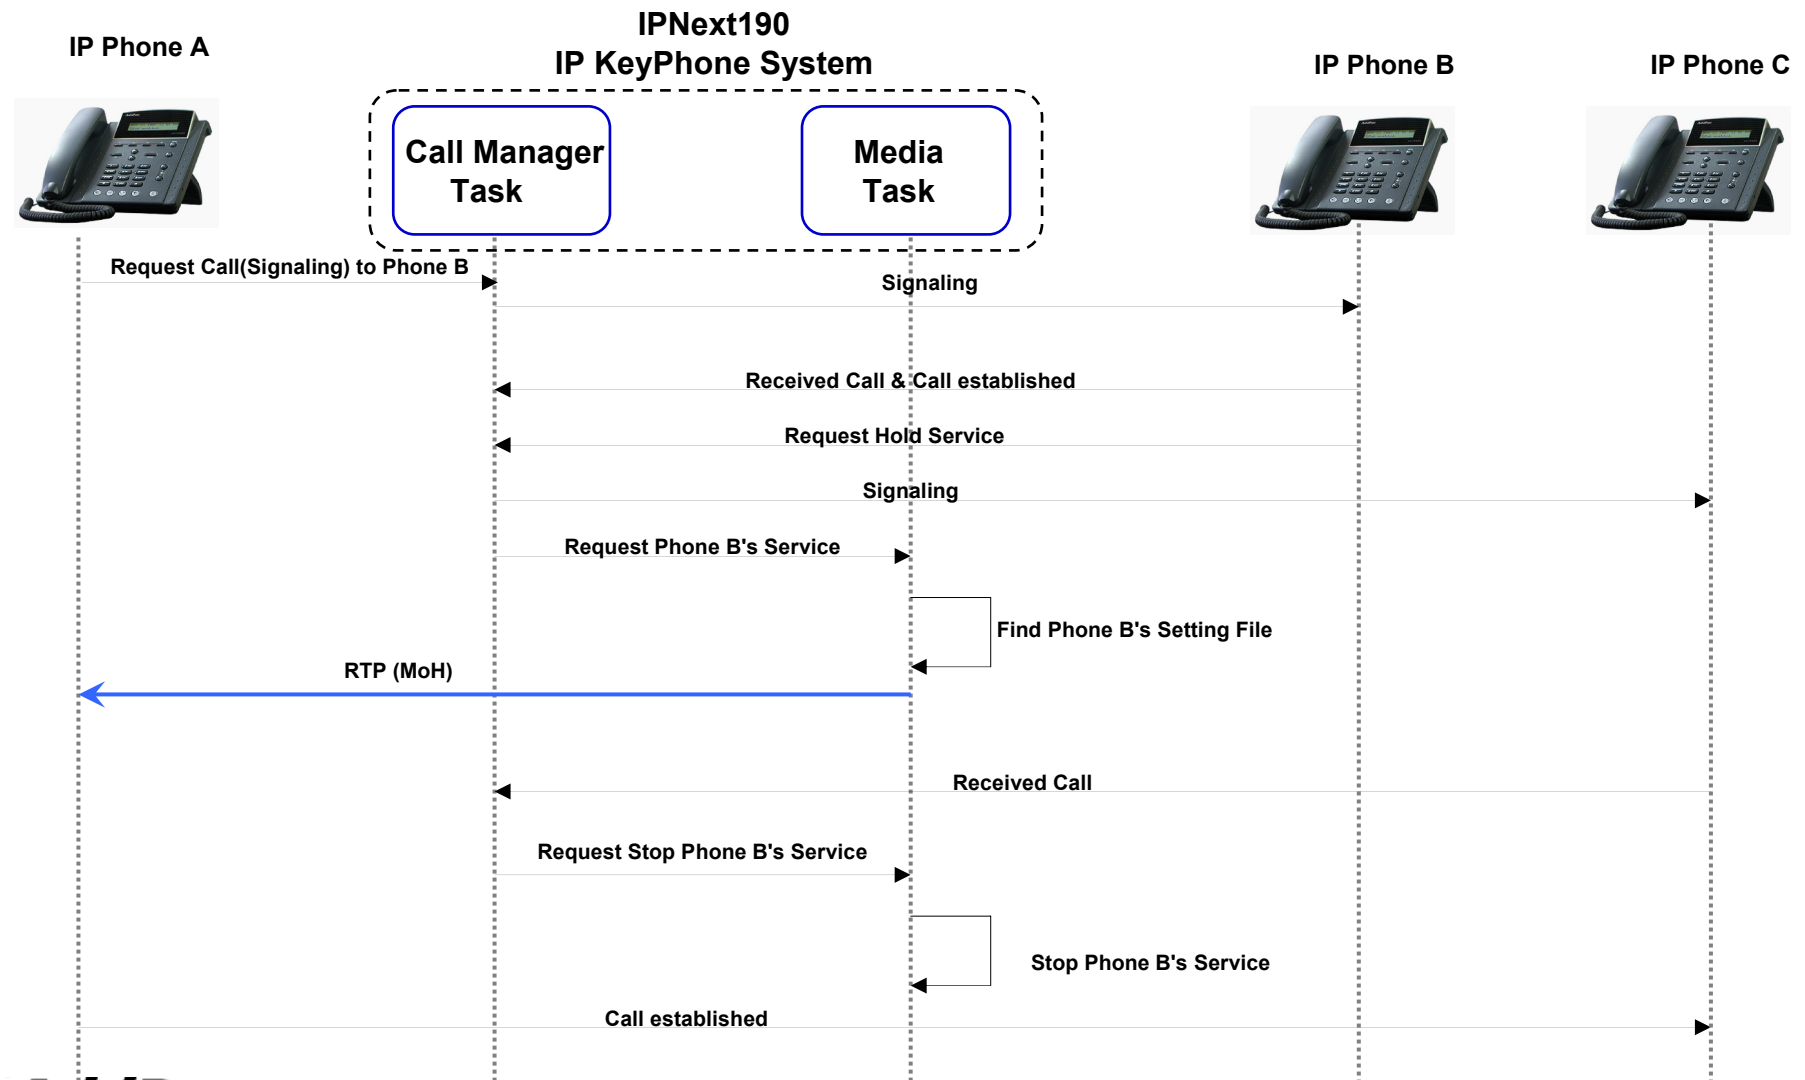 IPNext190
IP KeyPhone System
IP Phone A
IP Phone B
IP Phone C
Call Manager
Task
Media
Task
Request Call(Signaling) to Phone B
Signaling
Received Call & Call established
Request Hold Service
Signaling
Request Phone B's Service
Find Phone B's Setting File
RTP (MoH)
Received Call
Request Stop Phone B's Service
Stop Phone B's Service
Call established